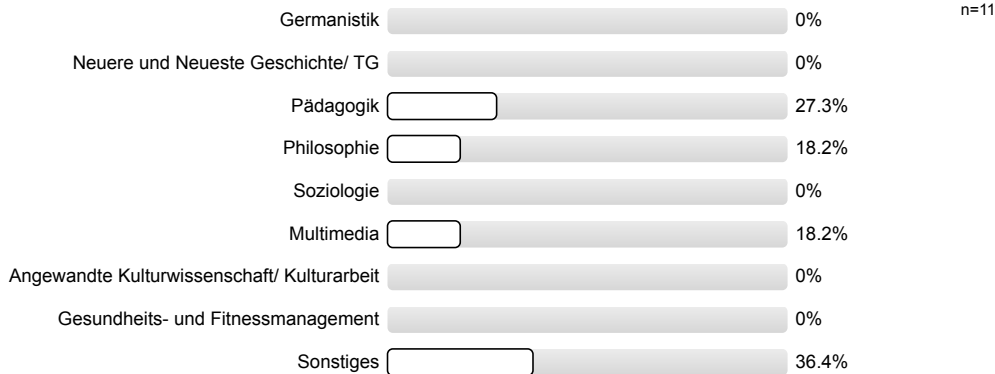 Germanistik 0% n=11
Neuere und Neueste Geschichte/ TG 0%
Pädagogik 27.3%
Philosophie 18.2%
Soziologie 0%
Multimedia 18.2%
Angewandte Kulturwissenschaft/ Kulturarbeit 0%
Gesundheits- und Fitnessmanagement 0%
Sonstiges 36.4%